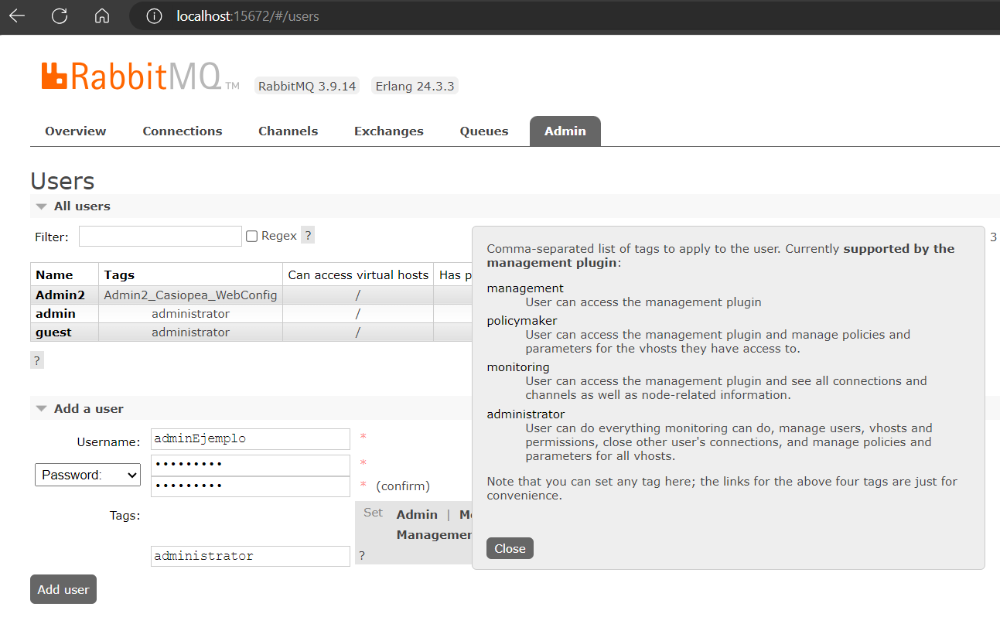 localhost:15672/#/users
RabbitMQ TM RabbitMQ 3.9.14 Erlang 24.3.3
Overview Connections Channels Exchanges Queues Admin
Users
All users
Filter: Regex ? 3
Name Tags Can access virtual hosts Has p
Admin2 Admin2_Casiopea_WebConfig /
admin administrator /
guest administrator /
?
Comma-separated list of tags to apply to the user. Currently supported by the
management plugin:
management
User can access the management plugin
policymaker
User can access the management plugin and manage policies and
parameters for the vhosts they have access to.
monitoring
User can access the management plugin and see all connections and
channels as well as node-related information.
administrator
User can do everything monitoring can do, manage users, vhosts and
permissions, close other user's connections, and manage policies and
parameters for all vhosts.
Note that you can set any tag here; the links for the above four tags are just for
convenience.
Close
Add a user
Username: adminEjemplo *
Password: ••••••••• *
••••••••• * (confirm)
Tags: Set Admin | Mo
Managemen
administrator ?
Add user